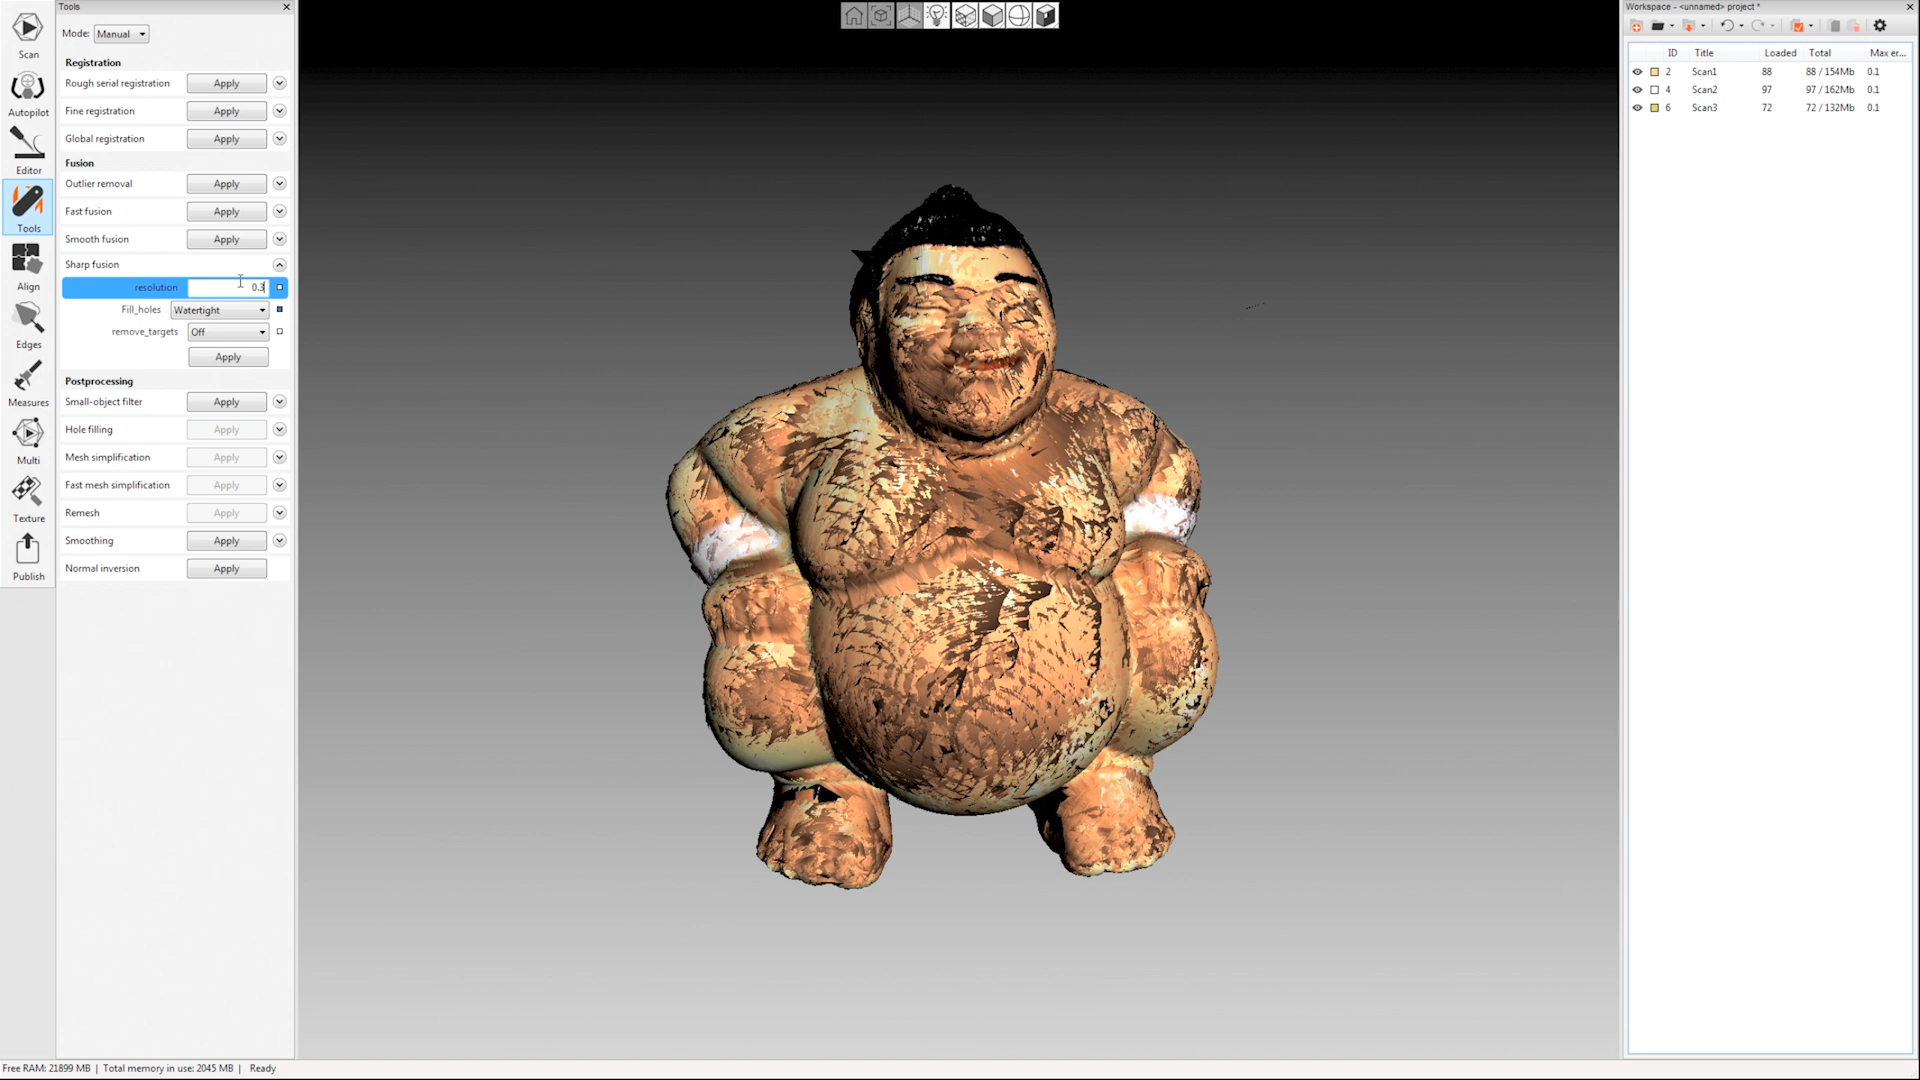 Tools
Mode: Manual
Registration
Rough serial registration Apply
Fine registration Apply
Global registration Apply
Fusion
Outlier removal Apply
Fast fusion Apply
Smooth fusion Apply
Sharp fusion
resolution 0.3
Fill_holes Watertight
remove_targets Off
Apply
Postprocessing
Small-object filter Apply
Hole filling Apply
Mesh simplification Apply
Fast mesh simplification Apply
Remesh Apply
Smoothing Apply
Normal inversion Apply
Scan
Autopilot
Editor
Tools
Align
Edges
Measures
Multi
Texture
Publish
Workspace - <unnamed> project *
ID Title Loaded Total Max er...
2 Scan1 88 88 / 154Mb 0.1
4 Scan2 97 97 / 162Mb 0.1
6 Scan3 72 72 / 132Mb 0.1
Free RAM: 21899 MB | Total memory in use: 2045 MB | Ready